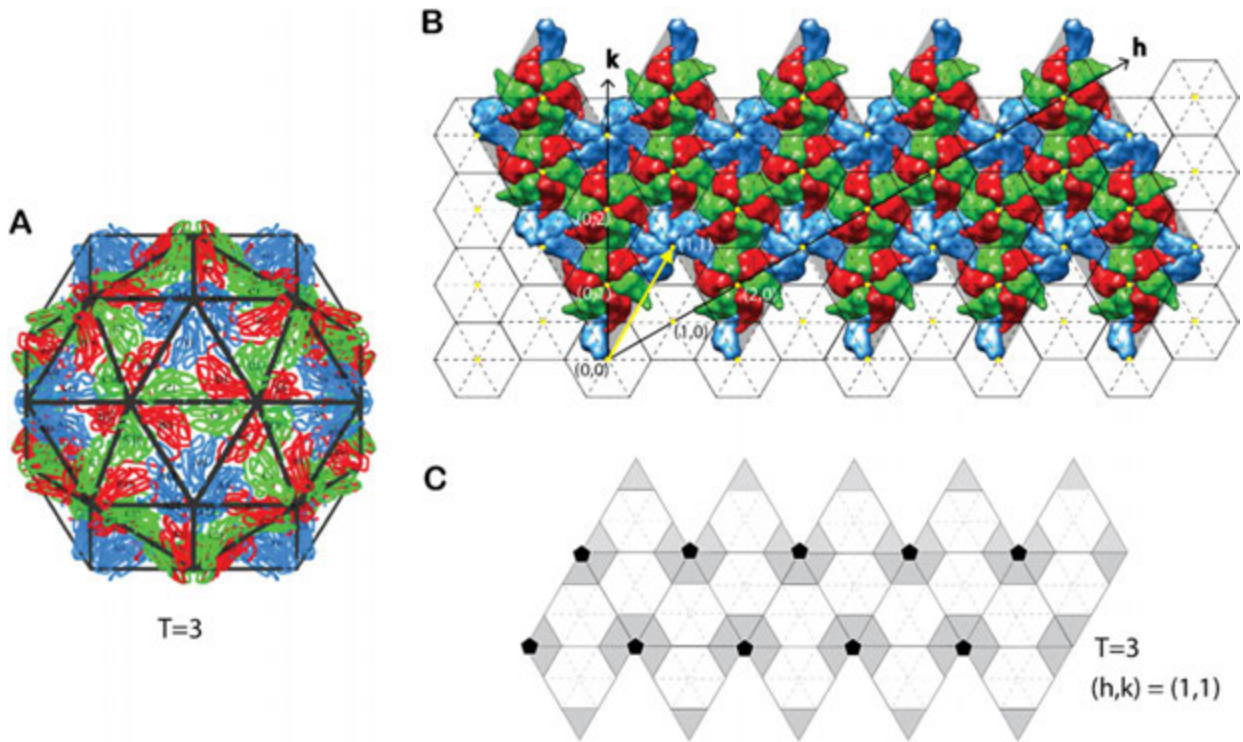 A
T=3
B
k
h
(0,2)
(1,1)
(0,1)
(2,0)
(1,0)
(0,0)
C
T=3
(h,k) = (1,1)